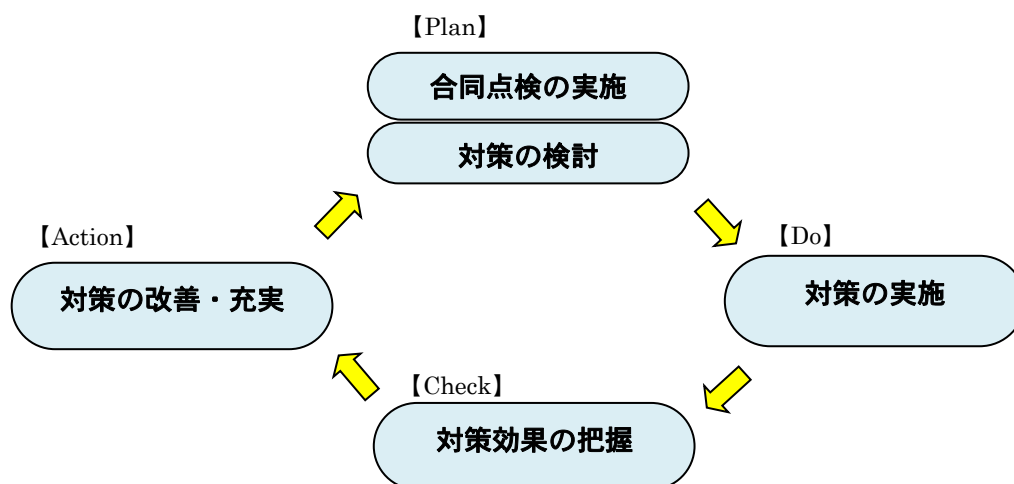 【Plan】
合同点検の実施
対策の検討
【Action】
対策の改善・充実
【Do】
対策の実施
【Check】
対策効果の把握